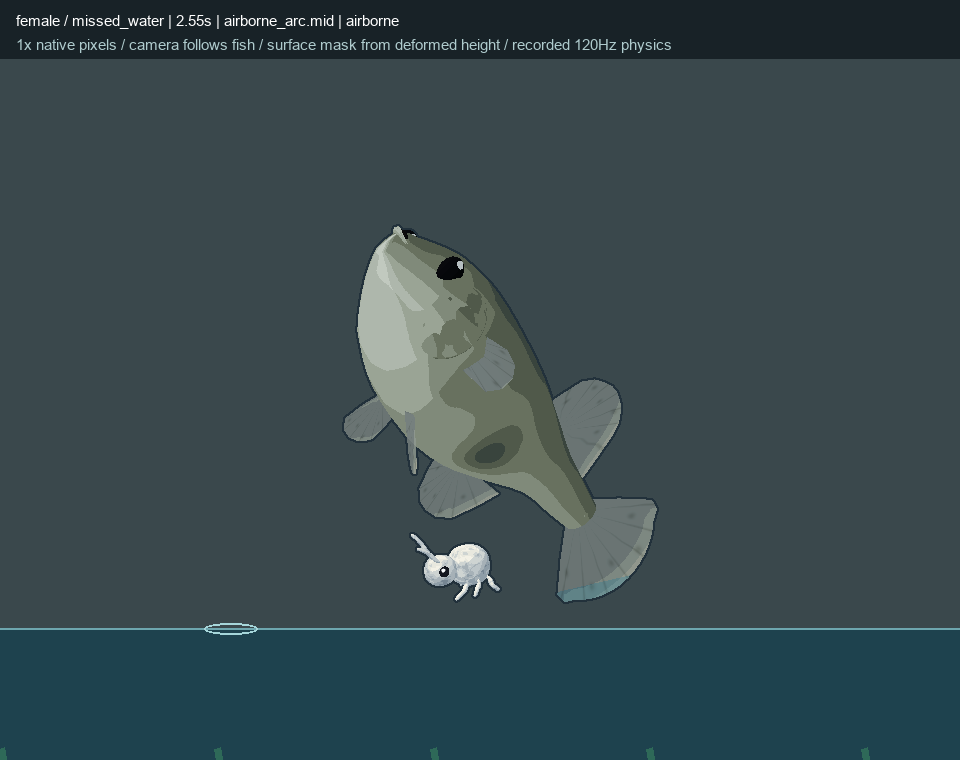 female / missed_water | 2.55s | airborne_arc.mid | airborne
1x native pixels / camera follows fish / surface mask from deformed height / recorded 120Hz physics